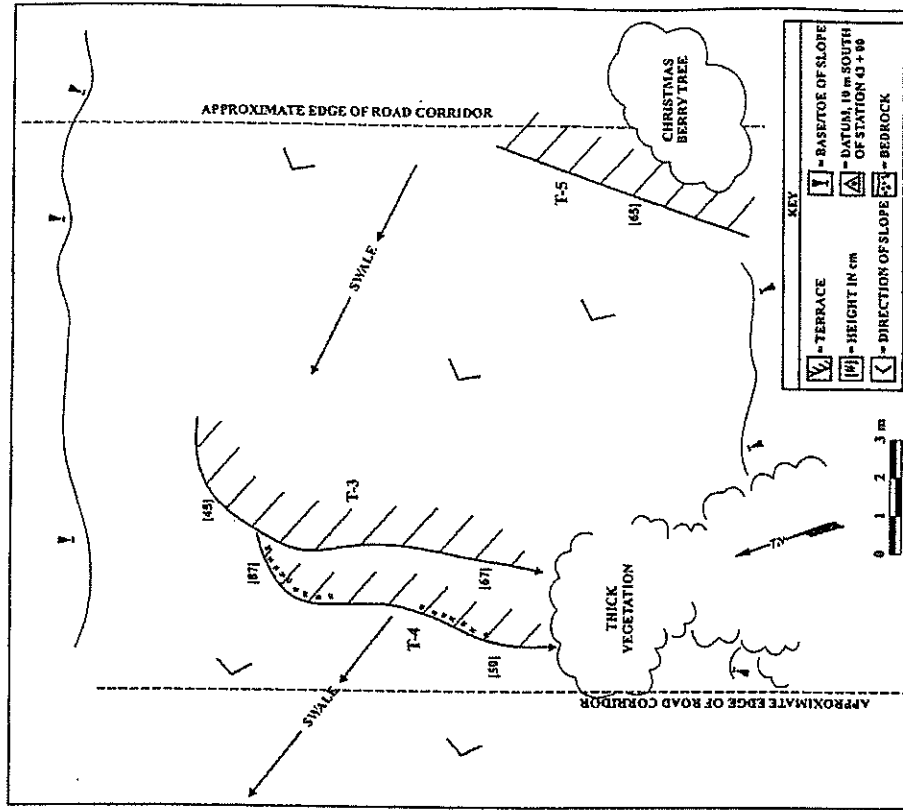 APPROXIMATE EDGE OF ROAD CORRIDOR
CHRISTMAS
BERRY TREE
T-5
[65]
SWALE
[45]
T-3
[87]
[67]
T-4
[50]
SWALE
THICK
VEGETATION
APPROXIMATE EDGE OF ROAD CORRIDOR
TN
0 1 2 3 m
KEY
= TERRACE
[#] = HEIGHT IN cm
= DIRECTION OF SLOPE
= BASE/TOE OF SLOPE
= DATUM, 10 m SOUTH
OF STATION 43 + 00
= BEDROCK